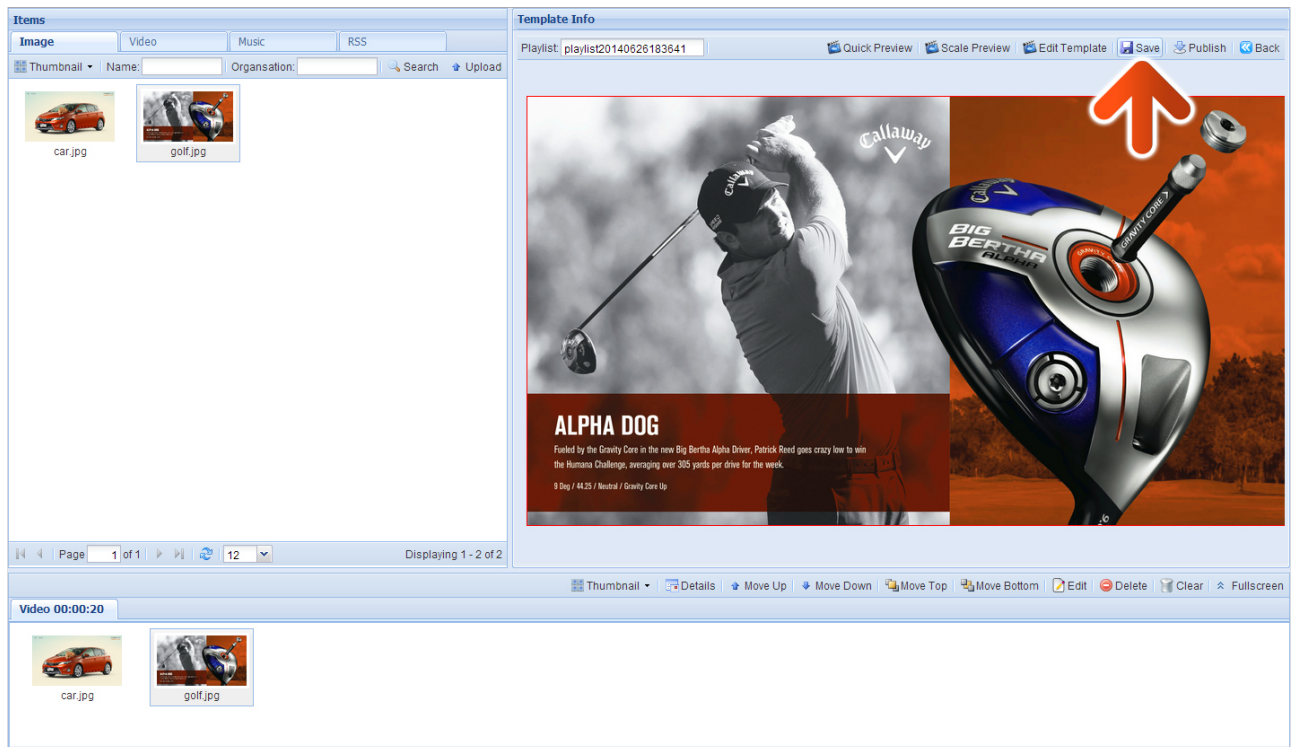 Items
Image Video Music RSS
Thumbnail Name: Organsation: Search Upload
car.jpg golf.jpg
Page 1 of 1 12 Displaying 1 - 2 of 2
Template Info
Playlist: playlist20140626183641 Quick Preview Scale Preview Edit Template Save Publish Back
Callaway
Callaway
Callaway
BIG
BERTHA
ALPHA
GRAVITY CORE >
ALPHA DOG
Fueled by the Gravity Core in the new Big Bertha Alpha Driver, Patrick Reed goes crazy low to win
the Humana Challenge, averaging over 305 yards per drive for the week.
9 Deg / 44.25 / Neutral / Gravity Core Up
Thumbnail Details Move Up Move Down Move Top Move Bottom Edit Delete Clear Fullscreen
Video 00:00:20
car.jpg golf.jpg